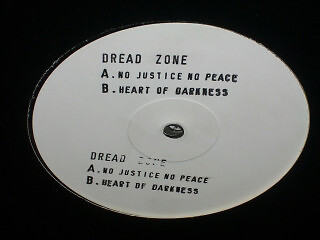 DREAD ZONE
A. NO JUSTICE NO PEACE
B. HEART OF DARKNESS
DREAD ZONE
A. NO JUSTICE NO PEACE
B. HEART OF DARKNESS